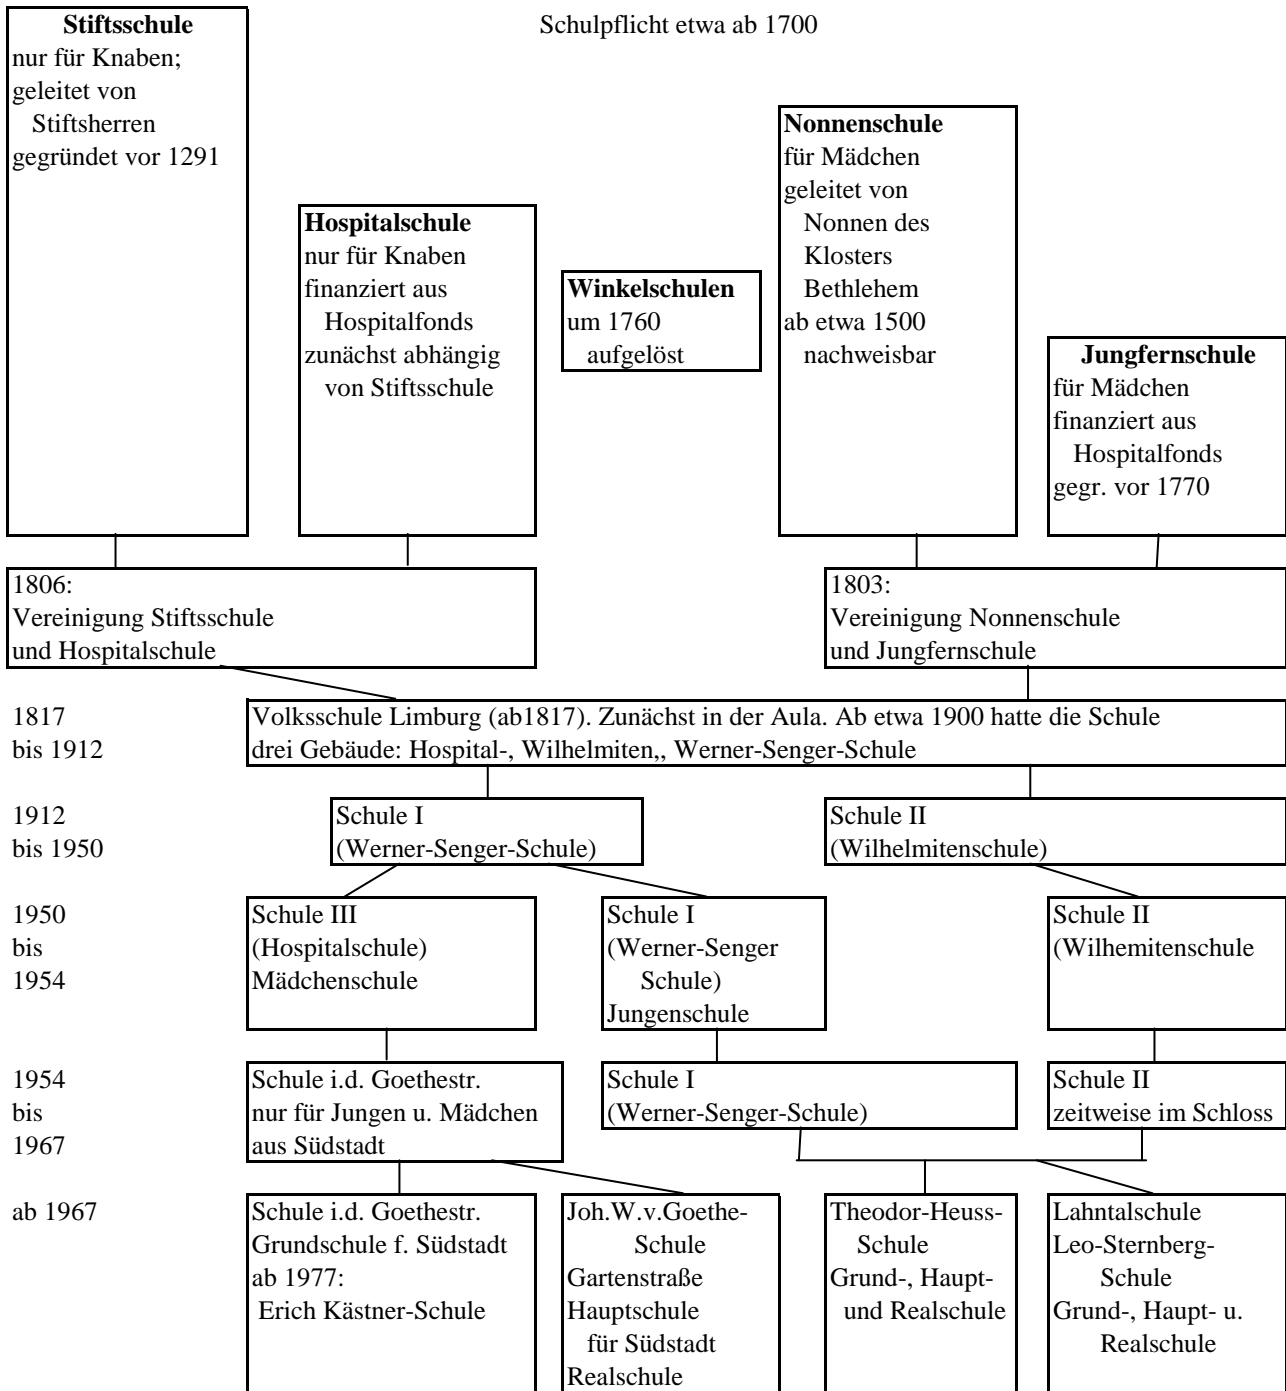 Stiftsschule
nur für Knaben;
geleitet von
Stiftsherren
gegründet vor 1291
Schulpflicht etwa ab 1700
Hospitalschule
nur für Knaben
finanziert aus
Hospitalfonds
zunächst abhängig
von Stiftsschule
Winkelschulen
um 1760
aufgelöst
Nonnenschule
für Mädchen
geleitet von
Nonnen des
Klosters
Bethlehem
ab etwa 1500
nachweisbar
Jungfernschule
für Mädchen
finanziert aus
Hospitalfonds
gegr. vor 1770
1806:
Vereinigung Stiftsschule
und Hospitalschule
1803:
Vereinigung Nonnenschule
und Jungfernschule
1817
bis 1912
Volksschule Limburg (ab1817). Zunächst in der Aula. Ab etwa 1900 hatte die Schule
drei Gebäude: Hospital-, Wilhelmiten,, Werner-Senger-Schule
1912
bis 1950
Schule I
(Werner-Senger-Schule)
Schule II
(Wilhelmitenschule)
1950
bis
1954
Schule III
(Hospitalschule)
Mädchenschule
Schule I
(Werner-Senger
Schule)
Jungenschule
Schule II
(Wilhemitenschule
1954
bis
1967
Schule i.d. Goethestr.
nur für Jungen u. Mädchen
aus Südstadt
Schule I
(Werner-Senger-Schule)
Schule II
zeitweise im Schloss
ab 1967
Schule i.d. Goethestr.
Grundschule f. Südstadt
ab 1977:
Erich Kästner-Schule
Joh.W.v.Goethe-
Schule
Gartenstraße
Hauptschule
für Südstadt
Realschule
Theodor-Heuss-
Schule
Grund-, Haupt-
und Realschule
Lahntalschule
Leo-Sternberg-
Schule
Grund-, Haupt- u.
Realschule